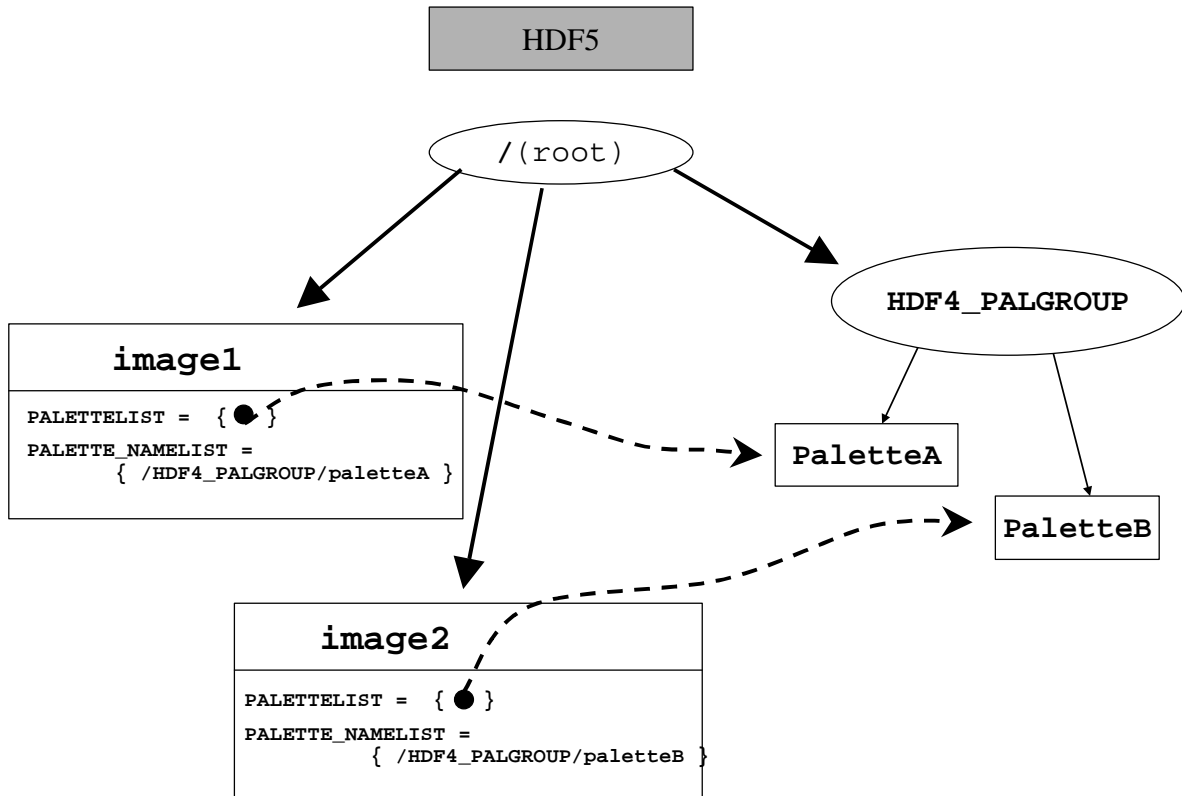 HDF5
/(root)
HDF4_PALGROUP
image1
PALETTELIST = { }
PALETTE_NAMELIST =
{ /HDF4_PALGROUP/paletteA }
PaletteA
PaletteB
image2
PALETTELIST = { }
PALETTE_NAMELIST =
{ /HDF4_PALGROUP/paletteB }